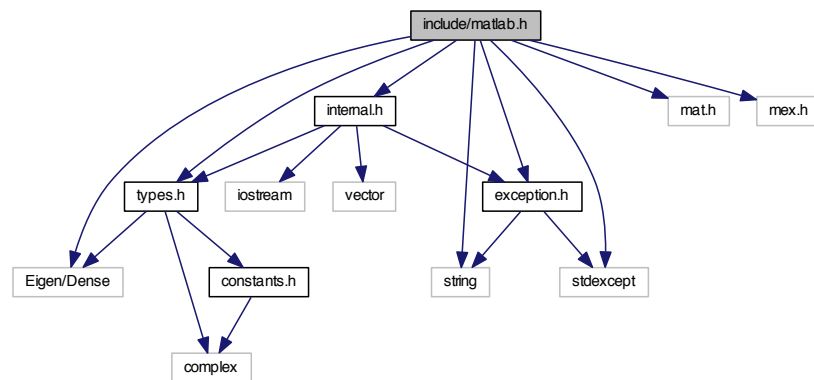 include/matlab.h
internal.h
mat.h
mex.h
types.h
iostream
vector
exception.h
Eigen/Dense
constants.h
string
stdexcept
complex